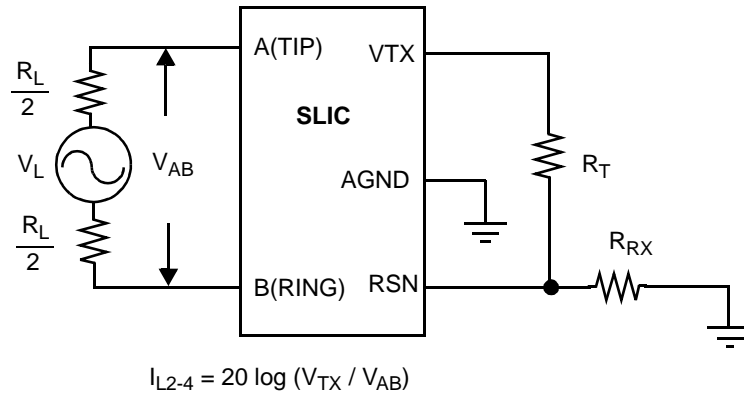 A(TIP)
VTX
R_L
2
SLIC
V_L
V_AB
R_T
AGND
R_L
2
R_RX
B(RING)
RSN
I_L2-4 = 20 log (V_TX / V_AB)